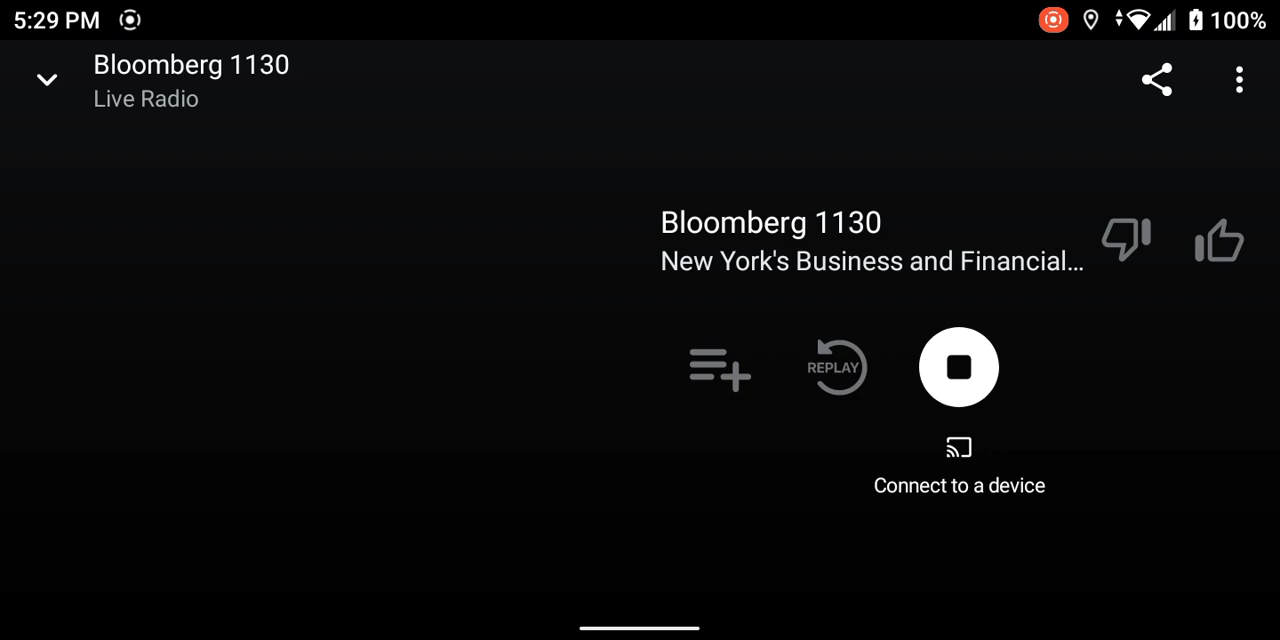 5:29 PM
100%
Bloomberg 1130
Live Radio
Bloomberg 1130
New York's Business and Financial...
REPLAY
Connect to a device